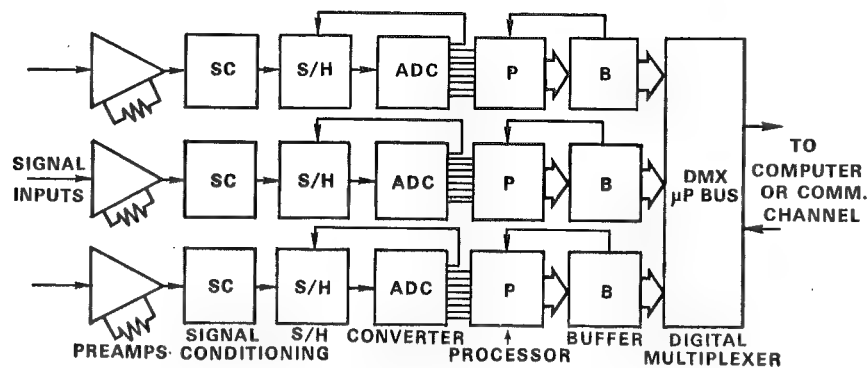 SC
S/H
ADC
P
B
SIGNAL
INPUTS
SC
S/H
ADC
P
B
DMX
μP BUS
TO
COMPUTER
OR COMM.
CHANNEL
SC
S/H
ADC
P
B
PREAMPS
SIGNAL
CONDITIONING
S/H
CONVERTER
PROCESSOR
BUFFER
DIGITAL
MULTIPLEXER